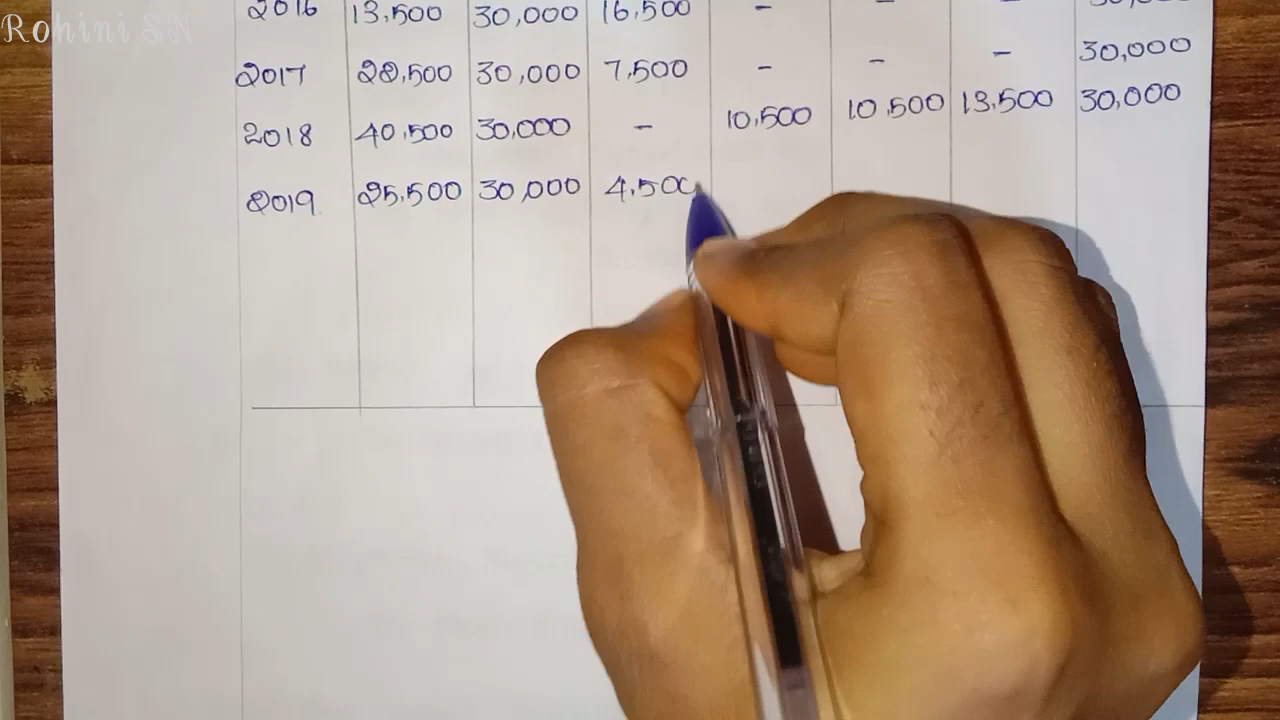 Rohini SN
2016 13,500 30,000 16,500 - - -
2017 22,500 30,000 7,500 - - - 30,000
2018 40,500 30,000 - 10,500 10,500 13,500 30,000
2019 25,500 30,000 4,500